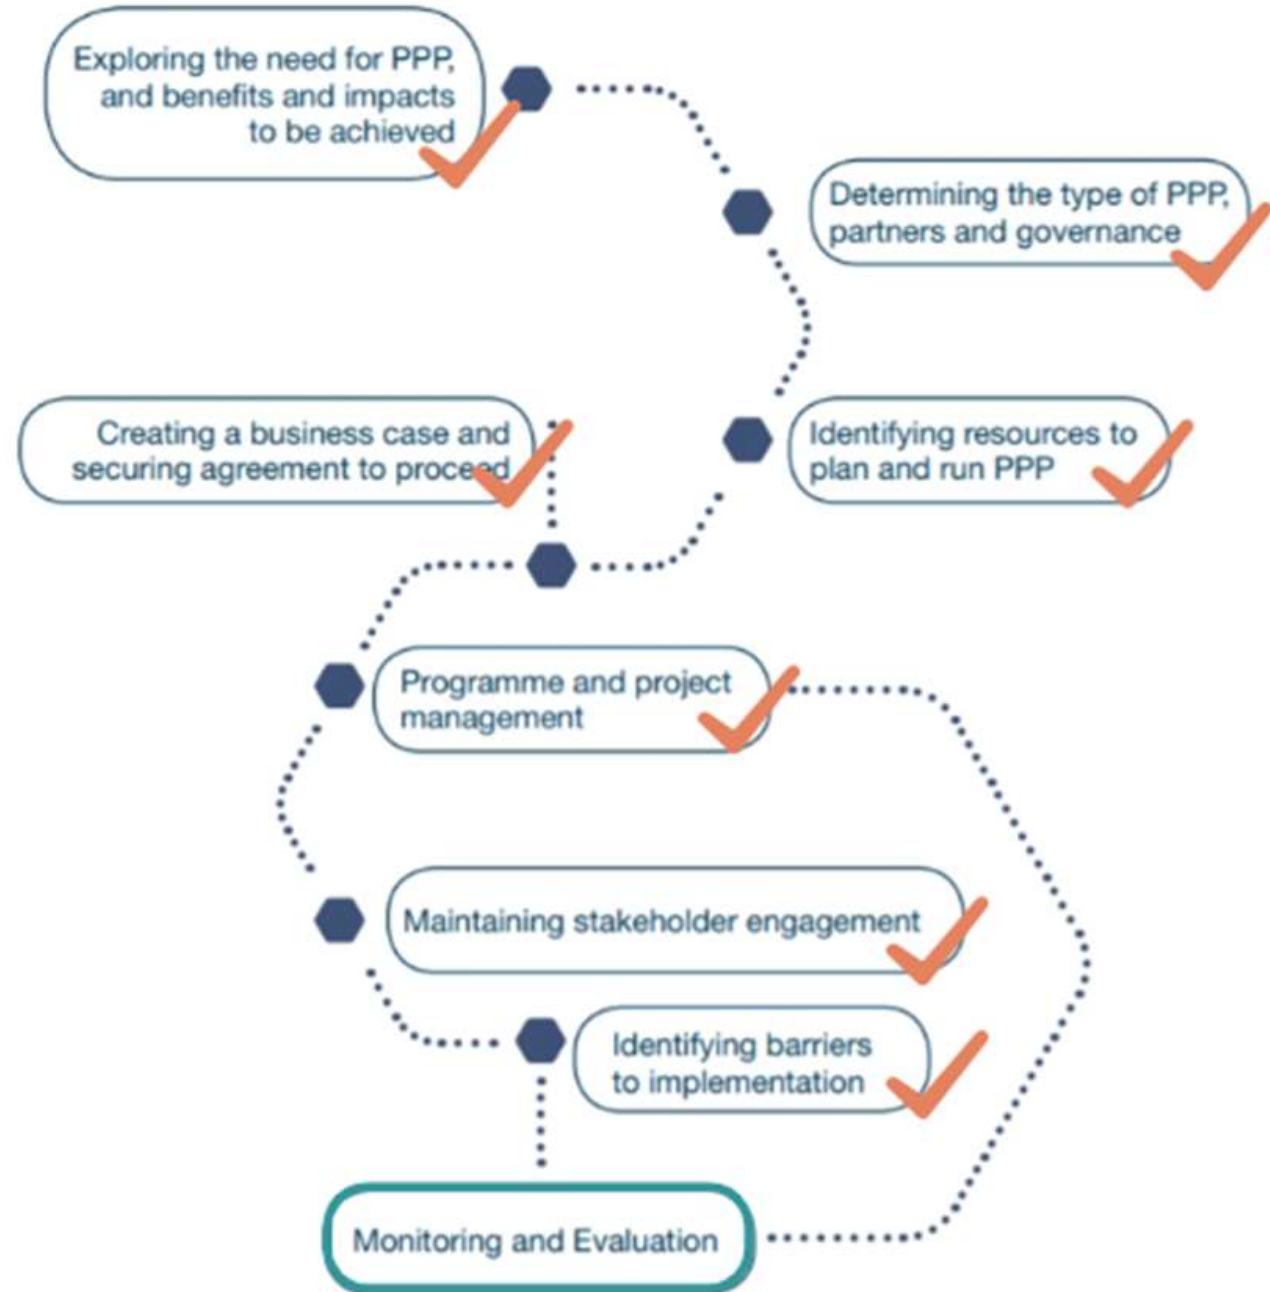 Exploring the need for PPP,
and benefits and impacts
to be achieved
Determining the type of PPP,
partners and governance
Creating a business case and
securing agreement to proceed
Identifying resources to
plan and run PPP
Programme and project
management
Maintaining stakeholder engagement
Identifying barriers
to implementation
Monitoring and Evaluation